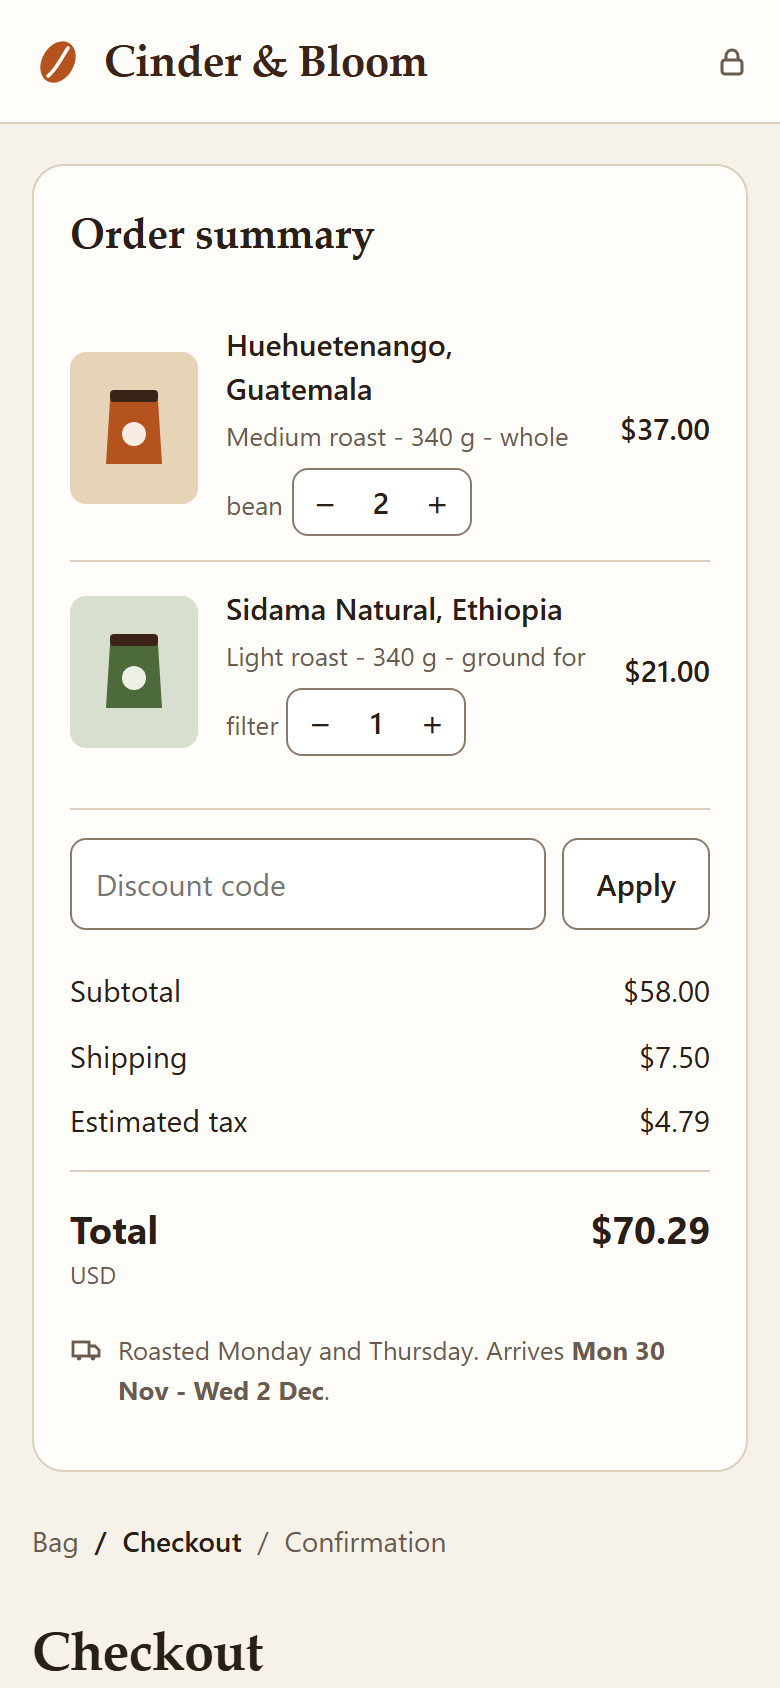 Cinder & Bloom
Order summary
Huehuetenango,
Guatemala
Medium roast - 340 g - whole
bean − 2 +
$37.00
Sidama Natural, Ethiopia
Light roast - 340 g - ground for
filter − 1 +
$21.00
Discount code Apply
Subtotal $58.00
Shipping $7.50
Estimated tax $4.79
Total $70.29
USD
Roasted Monday and Thursday. Arrives Mon 30
Nov - Wed 2 Dec.
Bag / Checkout / Confirmation
Checkout